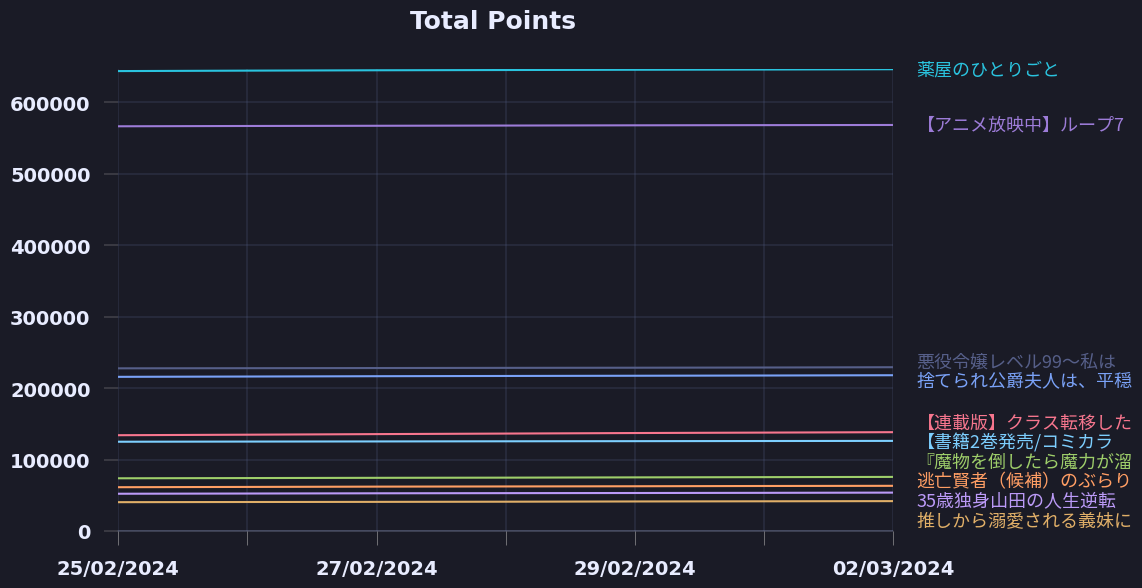 Total Points
600000
500000
400000
300000
200000
100000
0
25/02/2024
27/02/2024
29/02/2024
02/03/2024
薬屋のひとりごと
【アニメ放映中】ループ7
悪役令嬢レベル99～私は
捨てられ公爵夫人は、平穏
【連載版】クラス転移した
【書籍2巻発売/コミカラ
『魔物を倒したら魔力が溜
逃亡賢者（候補）のぶらり
35歳独身山田の人生逆転
推しから溺愛される義妹に